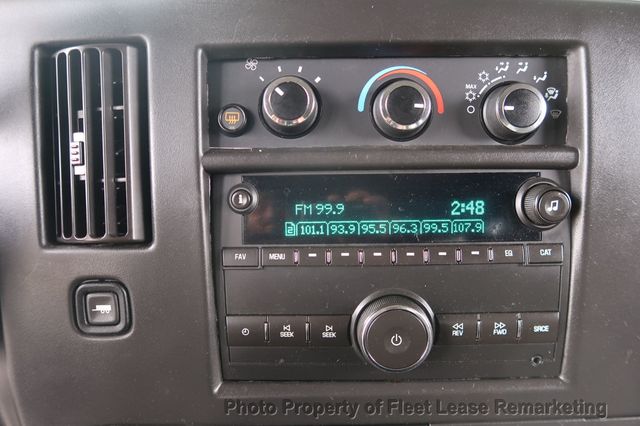 MAX
FM 99.9 2:48
2 101.1 93.9 95.5 96.3 99.5 107.9
FAV MENU EQ CAT
SEEK SEEK REV FWD SRCE
Photo Property of Fleet Lease Remarketing